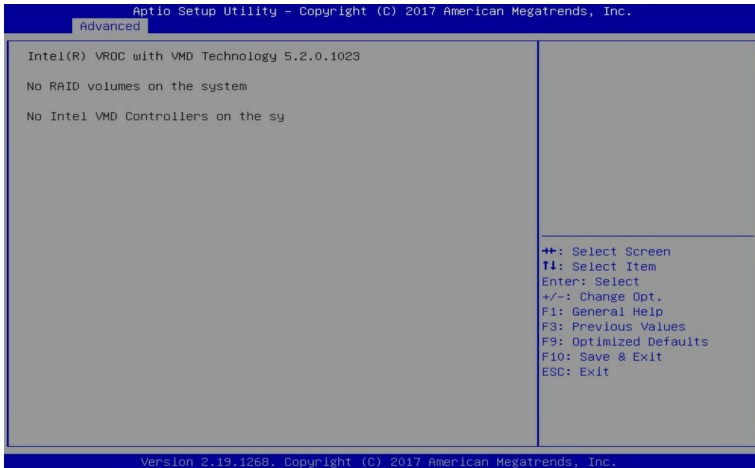 Aptio Setup Utility – Copyright (C) 2017 American Megatrends, Inc.
Advanced
Intel(R) VROC with VMD Technology 5.2.0.1023
No RAID volumes on the system
No Intel VMD Controllers on the sy
→←: Select Screen
↑↓: Select Item
Enter: Select
+/-: Change Opt.
F1: General Help
F3: Previous Values
F9: Optimized Defaults
F10: Save & Exit
ESC: Exit
Version 2.19.1268. Copyright (C) 2017 American Megatrends, Inc.